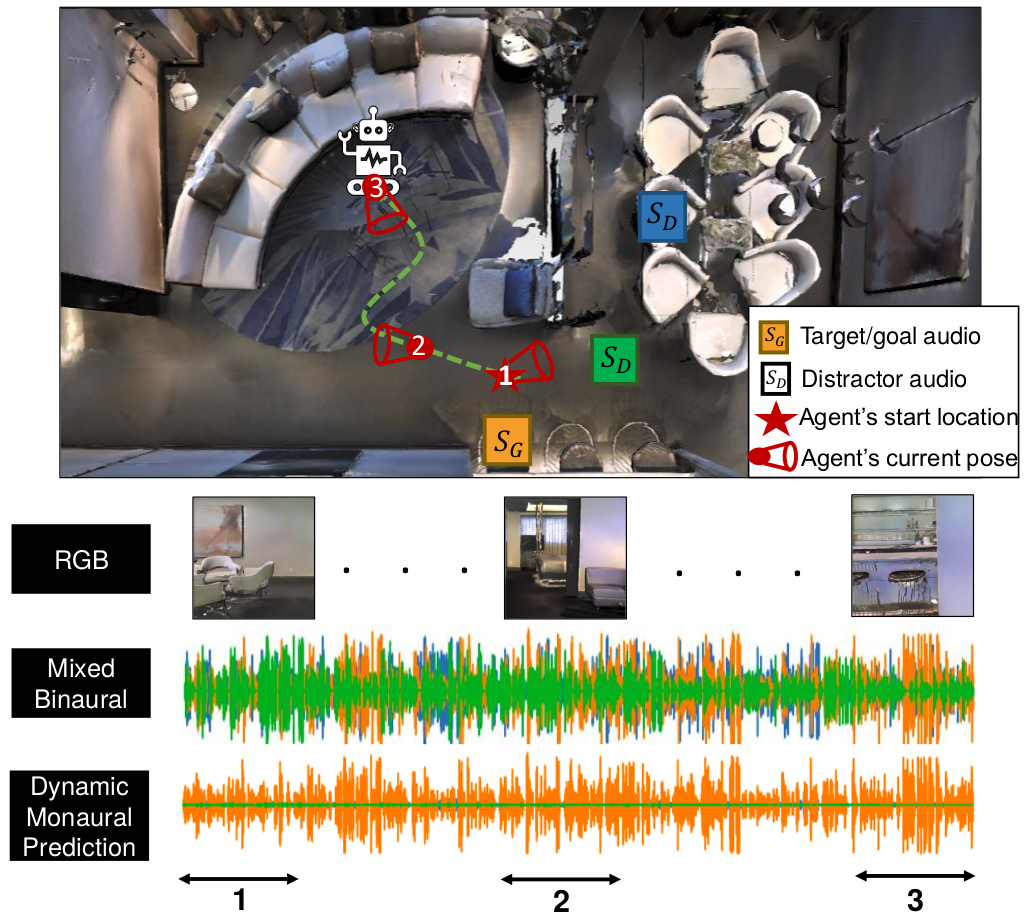 3
S_D
2
1
S_D
S_G
S_G Target/goal audio
S_D Distractor audio
Agent's start location
Agent's current pose
RGB
. . .
. . .
Mixed
Binaural
Dynamic
Monaural
Prediction
1
2
3